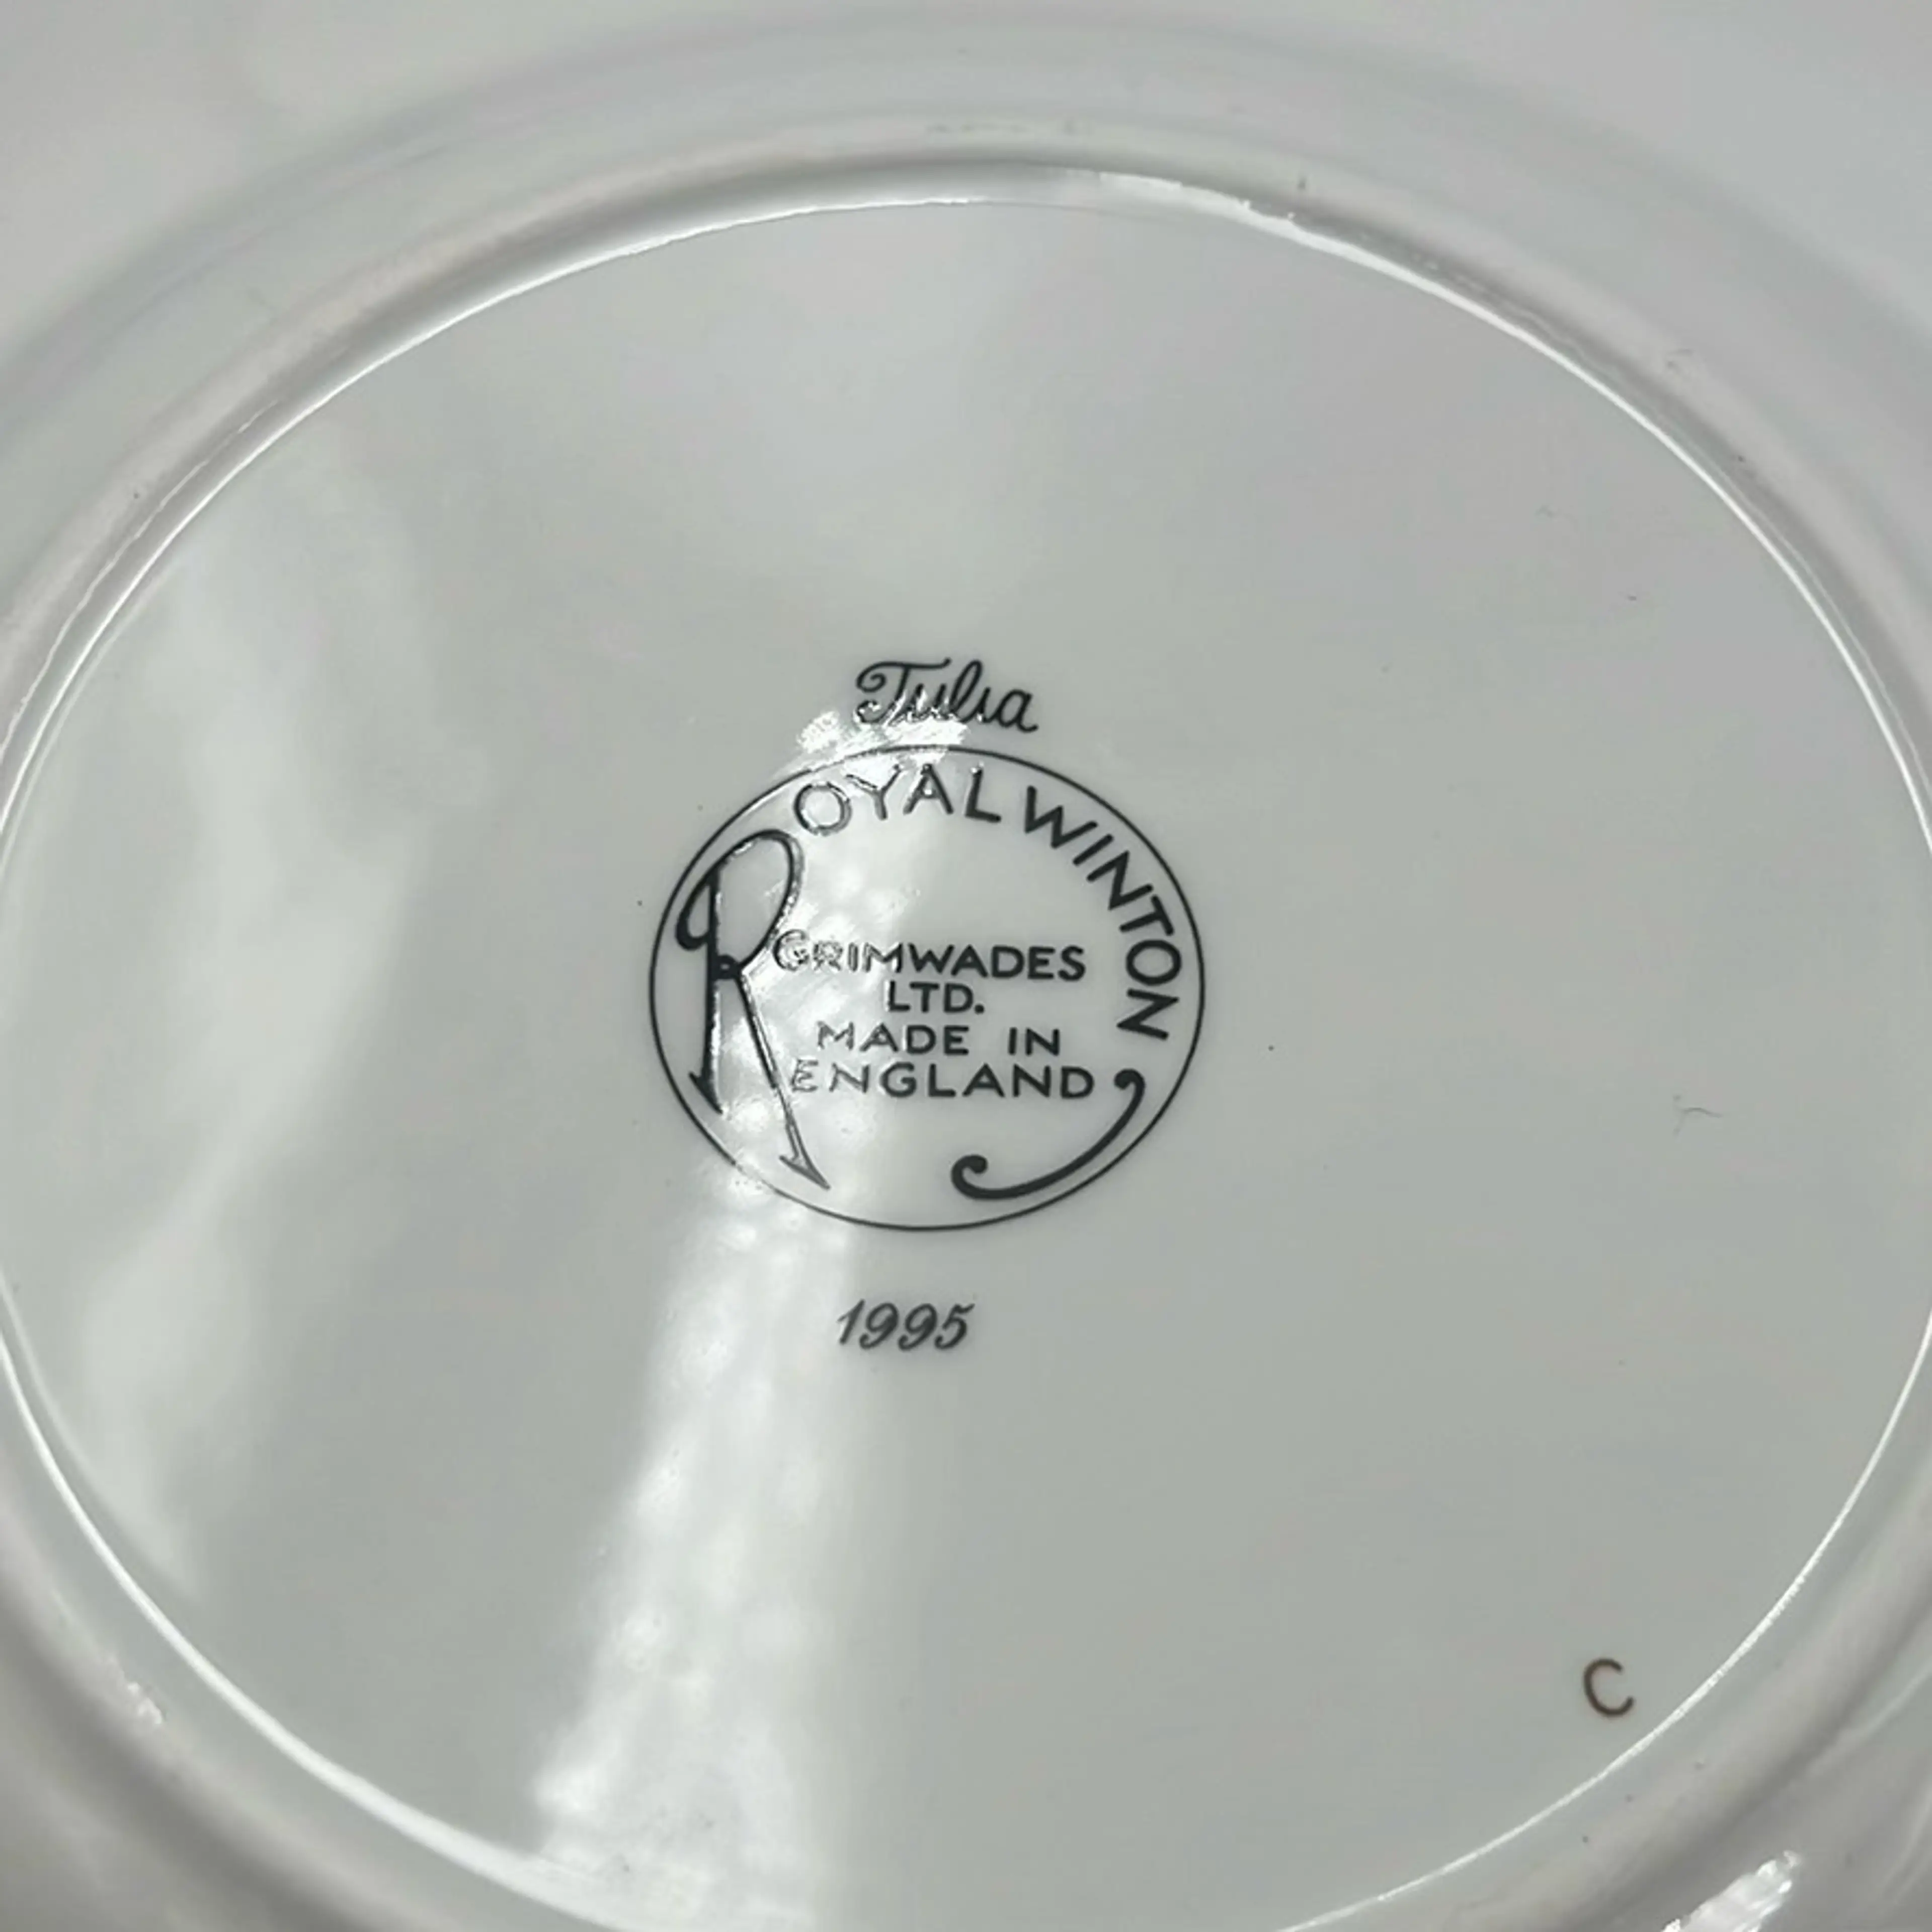 Julia
ROYAL WINTON
GRIMWADES
LTD.
MADE IN
ENGLAND
1995
C